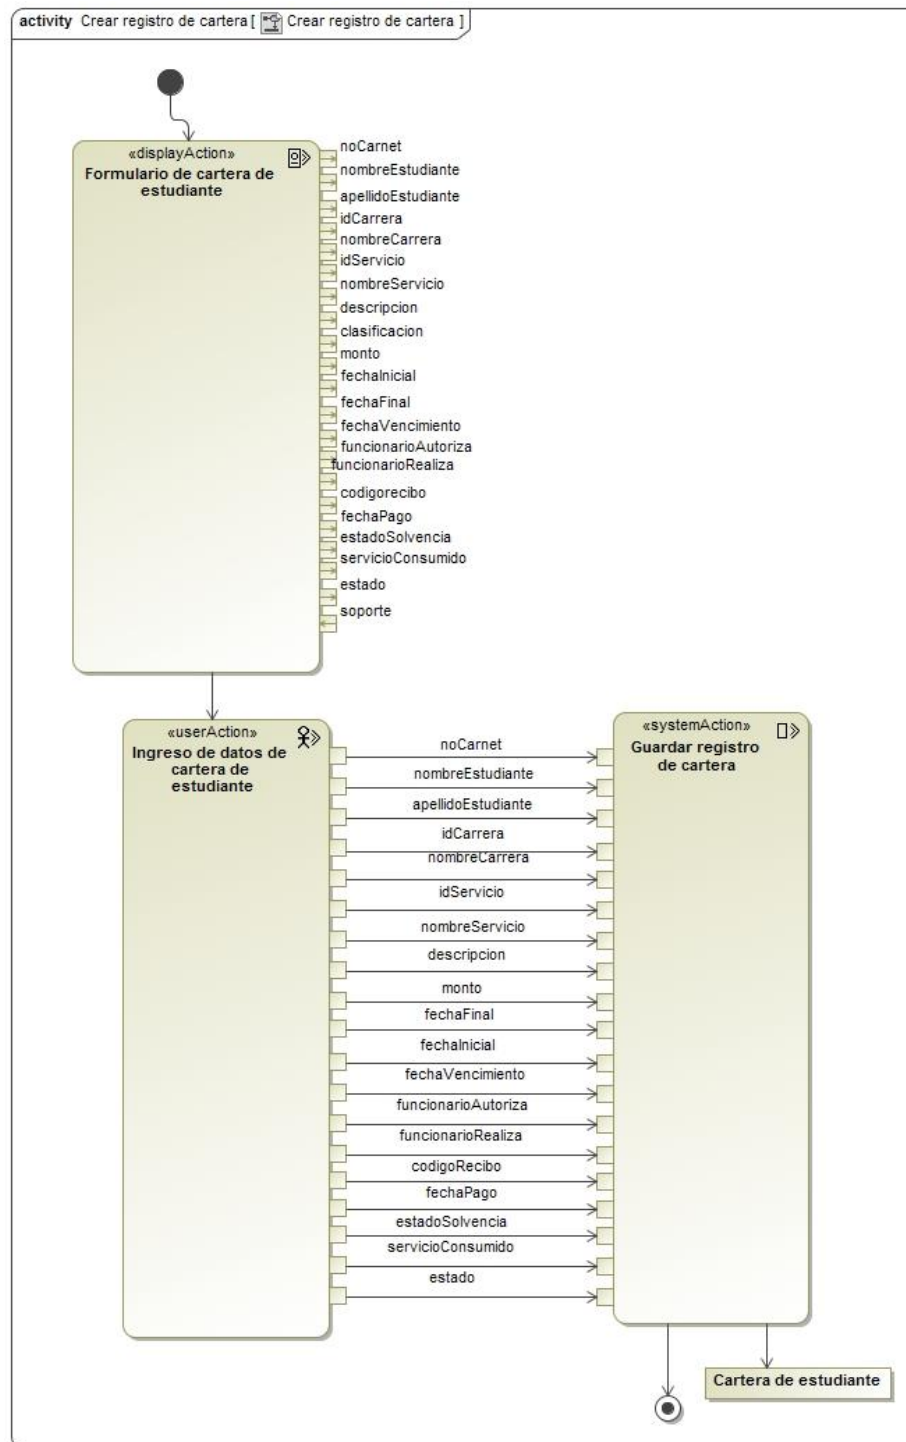 activity Crear registro de cartera [ Crear registro de cartera ]
«displayAction»
Formulario de cartera de
estudiante
noCarnet
nombreEstudiante
apellidoEstudiante
idCarrera
nombreCarrera
idServicio
nombreServicio
descripcion
clasificacion
monto
fechaInicial
fechaFinal
fechaVencimiento
funcionarioAutoriza
funcionarioRealiza
codigorecibo
fechaPago
estadoSolvencia
servicioConsumido
estado
soporte
«userAction»
Ingreso de datos de
cartera de
estudiante
noCarnet
nombreEstudiante
apellidoEstudiante
idCarrera
nombreCarrera
idServicio
nombreServicio
descripcion
monto
fechaFinal
fechaInicial
fechaVencimiento
funcionarioAutoriza
funcionarioRealiza
codigoRecibo
fechaPago
estadoSolvencia
servicioConsumido
estado
«systemAction»
Guardar registro
de cartera
Cartera de estudiante